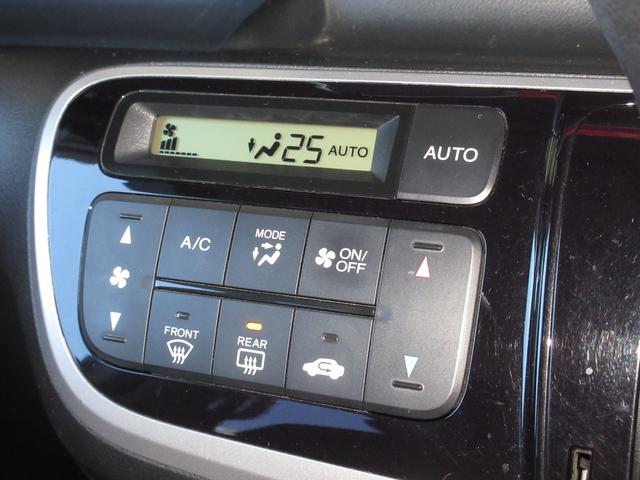 25 AUTO
AUTO
A/C
MODE
ON/
OFF
FRONT
REAR